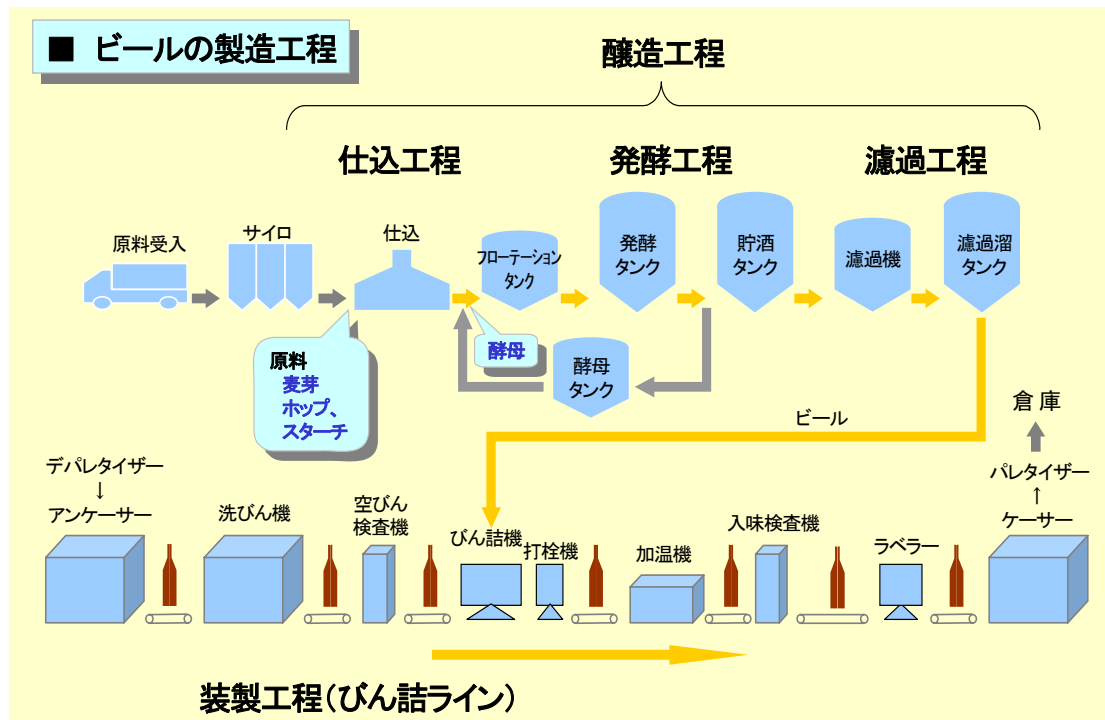 ■ ビールの製造工程
醸造工程
仕込工程
発酵工程
濾過工程
原料受入
サイロ
仕込
フローテーション
タンク
発酵
タンク
貯酒
タンク
濾過機
濾過溜
タンク
酵母
酵母
タンク
原料
麦芽
ホップ、
スターチ
ビール
倉 庫
パレタイザー
↑
ケーサー
デパレタイザー
↓
アンケーサー
洗びん機
空びん
検査機
びん詰機
打栓機
加温機
入味検査機
ラベラー
装製工程(びん詰ライン)